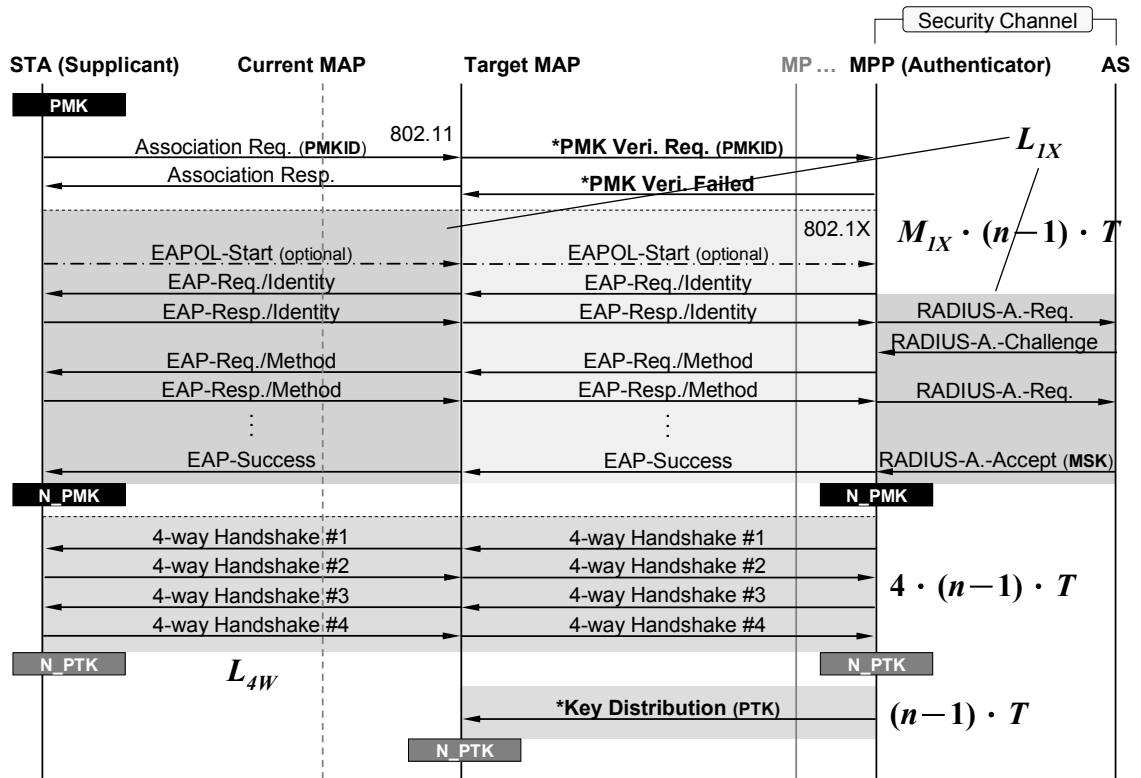 Security Channel
STA (Supplicant) Current MAP Target MAP MP ... MPP (Authenticator) AS
PMK
802.11
Association Req. (PMKID) *PMK Veri. Req. (PMKID)
L1X
Association Resp. *PMK Veri. Failed
802.1X
M1X · (n−1) · T
EAPOL-Start (optional) EAPOL-Start (optional)
EAP-Req./Identity EAP-Req./Identity
EAP-Resp./Identity EAP-Resp./Identity RADIUS-A.-Req.
RADIUS-A.-Challenge
EAP-Req./Method EAP-Req./Method
EAP-Resp./Method EAP-Resp./Method RADIUS-A.-Req.
⋮ ⋮
EAP-Success EAP-Success RADIUS-A.-Accept (MSK)
N_PMK N_PMK
4-way Handshake #1 4-way Handshake #1
4-way Handshake #2 4-way Handshake #2
4 · (n−1) · T
4-way Handshake #3 4-way Handshake #3
4-way Handshake #4 4-way Handshake #4
N_PTK N_PTK
L4W
*Key Distribution (PTK) (n−1) · T
N_PTK